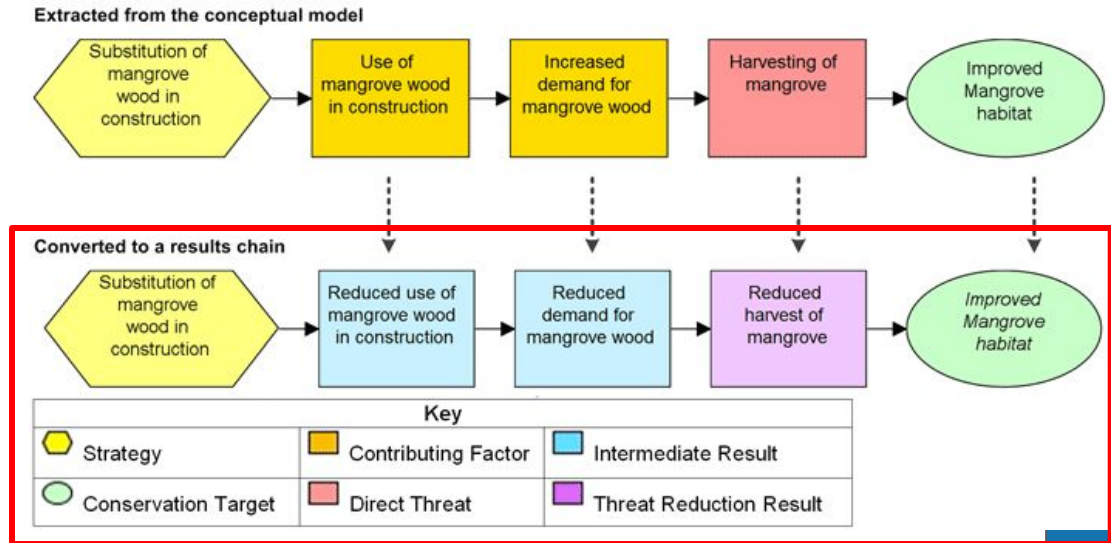 Extracted from the conceptual model
Substitution of
mangrove
wood in
construction
Use of
mangrove wood
in construction
Increased
demand for
mangrove wood
Harvesting of
mangrove
Improved
Mangrove
habitat
Converted to a results chain
Substitution of
mangrove
wood in
construction
Reduced use of
mangrove wood
in construction
Reduced
demand for
mangrove wood
Reduced
harvest of
mangrove
Improved
Mangrove
habitat
Key
Strategy
Contributing Factor
Intermediate Result
Conservation Target
Direct Threat
Threat Reduction Result